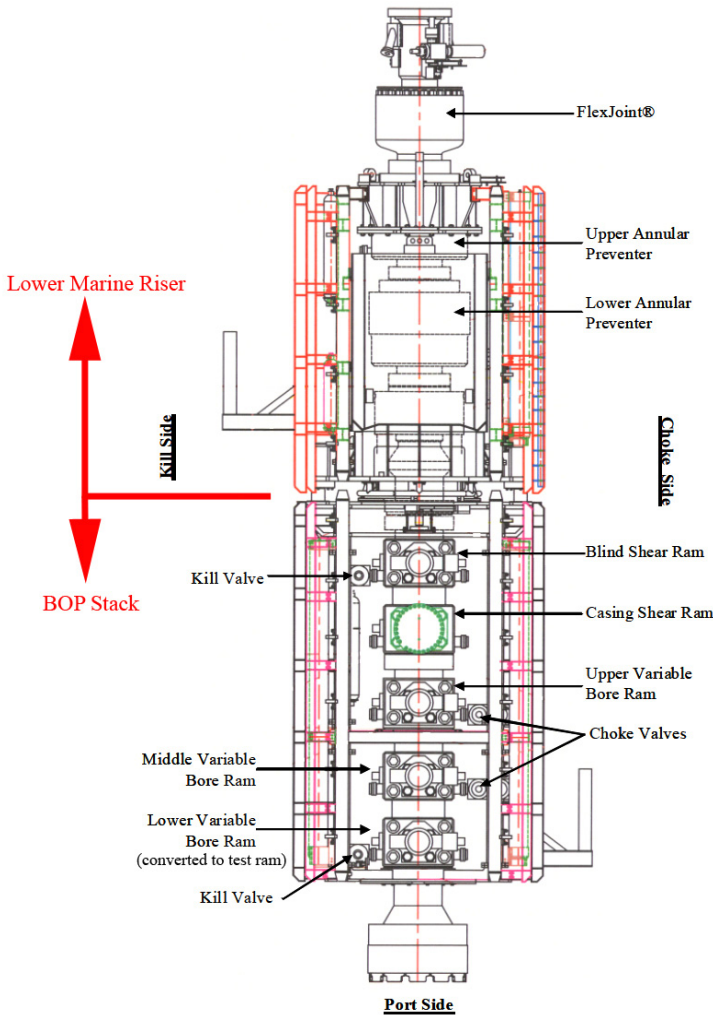 FlexJoint®
Upper Annular
Preventer
Lower Marine Riser
Lower Annular
Preventer
Kill Side
Choke Side
Blind Shear Ram
Kill Valve
BOP Stack
Casing Shear Ram
Upper Variable
Bore Ram
Choke Valves
Middle Variable
Bore Ram
Lower Variable
Bore Ram
(converted to test ram)
Kill Valve
Port Side